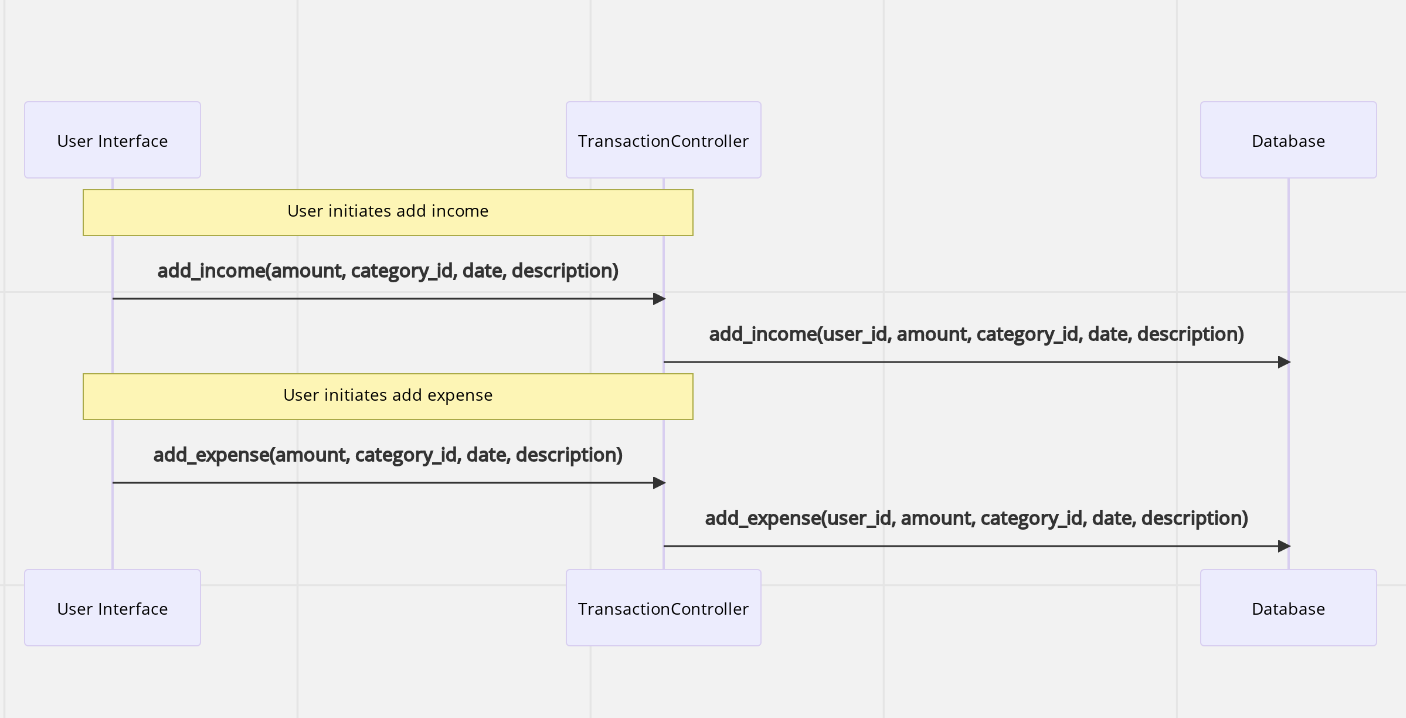 User Interface
TransactionController
Database
User initiates add income
add_income(amount, category_id, date, description)
add_income(user_id, amount, category_id, date, description)
User initiates add expense
add_expense(amount, category_id, date, description)
add_expense(user_id, amount, category_id, date, description)
User Interface
TransactionController
Database